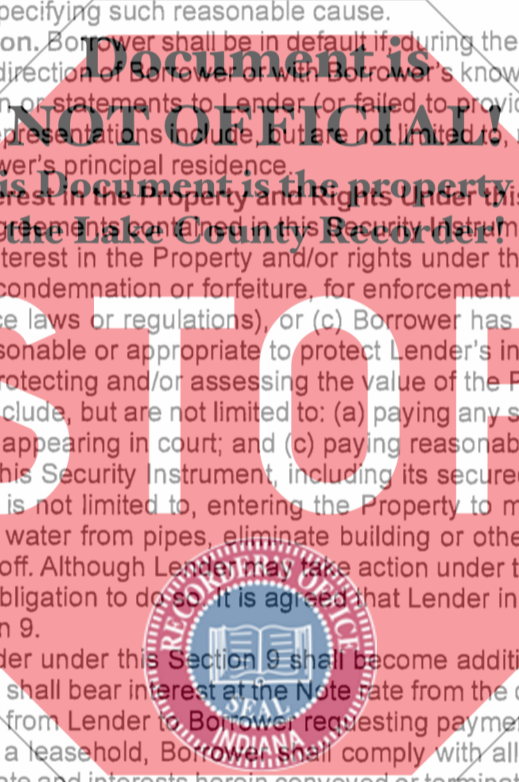 pecifying such reasonable cause.
on. Borrower shall be in default if, during the
direction of Borrower or with Borrower's know
Document is
n or statements to Lender (or failed to provid
NOT OFFICIAL!
presentations include, but are not limited to,
wer's principal residence.
is Document is the property
rest in the Property and Rights Under this
the Lake County Recorder!
greements contained in this Security Instrum
terest in the Property and/or rights under th
condemnation or forfeiture, for enforcement
ce laws or regulations), or (c) Borrower has
STOP
sonable or appropriate to protect Lender's in
rotecting and/or assessing the value of the P
clude, but are not limited to: (a) paying any s
appearing in court; and (c) paying reasonab
his Security Instrument, including its secured
is not limited to, entering the Property to m
water from pipes, eliminate building or othe
off. Although Lender may take action under t
bligation to do so. It is agreed that Lender in
n 9.
der under this Section 9 shall become additi
shall bear interest at the Note rate from the d
from Lender to Borrower requesting payme
a leasehold, Borrower shall comply with all
RECORDER'S OFFICE
SEAL
INDIANA